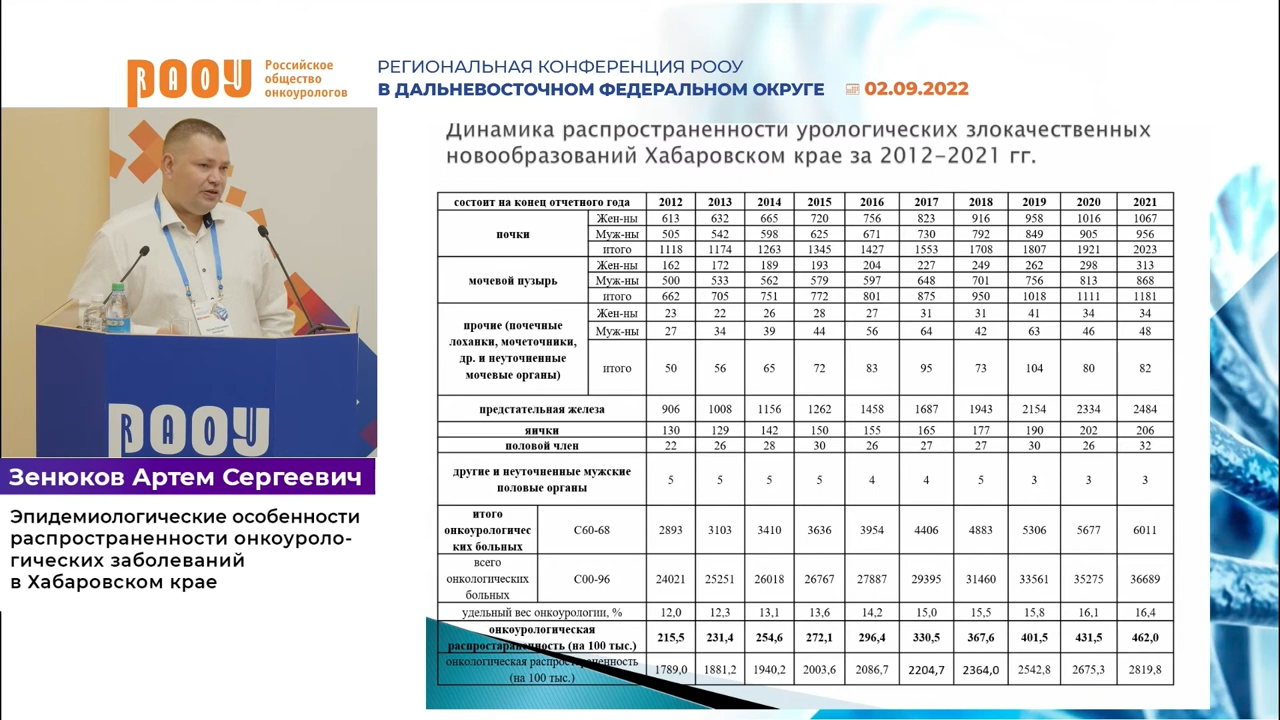 РООУ
Российское
общество
онкоурологов
РЕГИОНАЛЬНАЯ КОНФЕРЕНЦИЯ РООУ
В ДАЛЬНЕВОСТОЧНОМ ФЕДЕРАЛЬНОМ ОКРУГЕ 02.09.2022
РООУ
Зенюков Артем Сергеевич
Эпидемиологические особенности
распространенности онкоуроло-
гических заболеваний
в Хабаровском крае
Динамика распространенности урологических злокачественных
новообразований Хабаровском крае за 2012-2021 гг.
состоит на конец отчетного года 2012 2013 2014 2015 2016 2017 2018 2019 2020 2021
почки
Жен-ны 613 632 665 720 756 823 916 958 1016 1067
Муж-ны 505 542 598 625 671 730 792 849 905 956
итого 1118 1174 1263 1345 1427 1553 1708 1807 1921 2023
мочевой пузырь
Жен-ны 162 172 189 193 204 227 249 262 298 313
Муж-ны 500 533 562 579 597 648 701 756 813 868
итого 662 705 751 772 801 875 950 1018 1111 1181
прочие (почечные
лоханки, мочеточники,
др. и неуточненные
мочевые органы)
Жен-ны 23 22 26 28 27 31 31 41 34 34
Муж-ны 27 34 39 44 56 64 42 63 46 48
итого 50 56 65 72 83 95 73 104 80 82
предстательная железа 906 1008 1156 1262 1458 1687 1943 2154 2334 2484
яички 130 129 142 150 155 165 177 190 202 206
половой член 22 26 28 30 26 27 27 30 26 32
другие и неуточненные мужские
половые органы
5 5 5 5 4 4 5 3 3 3
итого
онкоурологичес
ких больных
С60-68 2893 3103 3410 3636 3954 4406 4883 5306 5677 6011
всего
онкологических
больных
С00-96 24021 25251 26018 26767 27887 29395 31460 33561 35275 36689
удельный вес онкоурологии, % 12,0 12,3 13,1 13,6 14,2 15,0 15,5 15,8 16,1 16,4
онкоурологическая
распростараненность (на 100 тыс.)
215,5 231,4 254,6 272,1 296,4 330,5 367,6 401,5 431,5 462,0
онкологическая распространенность
(на 100 тыс.)
1789,0 1881,2 1940,2 2003,6 2086,7 2204,7 2364,0 2542,8 2675,3 2819,8